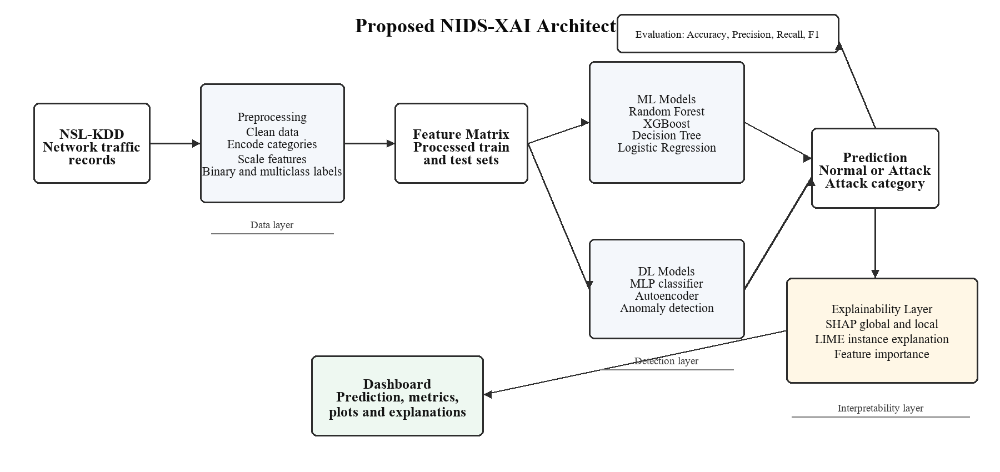 Proposed NIDS-XAI Architect
Evaluation: Accuracy, Precision, Recall, F1
NSL-KDD
Network traffic
records
Preprocessing
Clean data
Encode categories
Scale features
Binary and multiclass labels
Data layer
Feature Matrix
Processed train
and test sets
ML Models
Random Forest
XGBoost
Decision Tree
Logistic Regression
DL Models
MLP classifier
Autoencoder
Anomaly detection
Detection layer
Prediction
Normal or Attack
Attack category
Explainability Layer
SHAP global and local
LIME instance explanation
Feature importance
Interpretability layer
Dashboard
Prediction, metrics,
plots and explanations